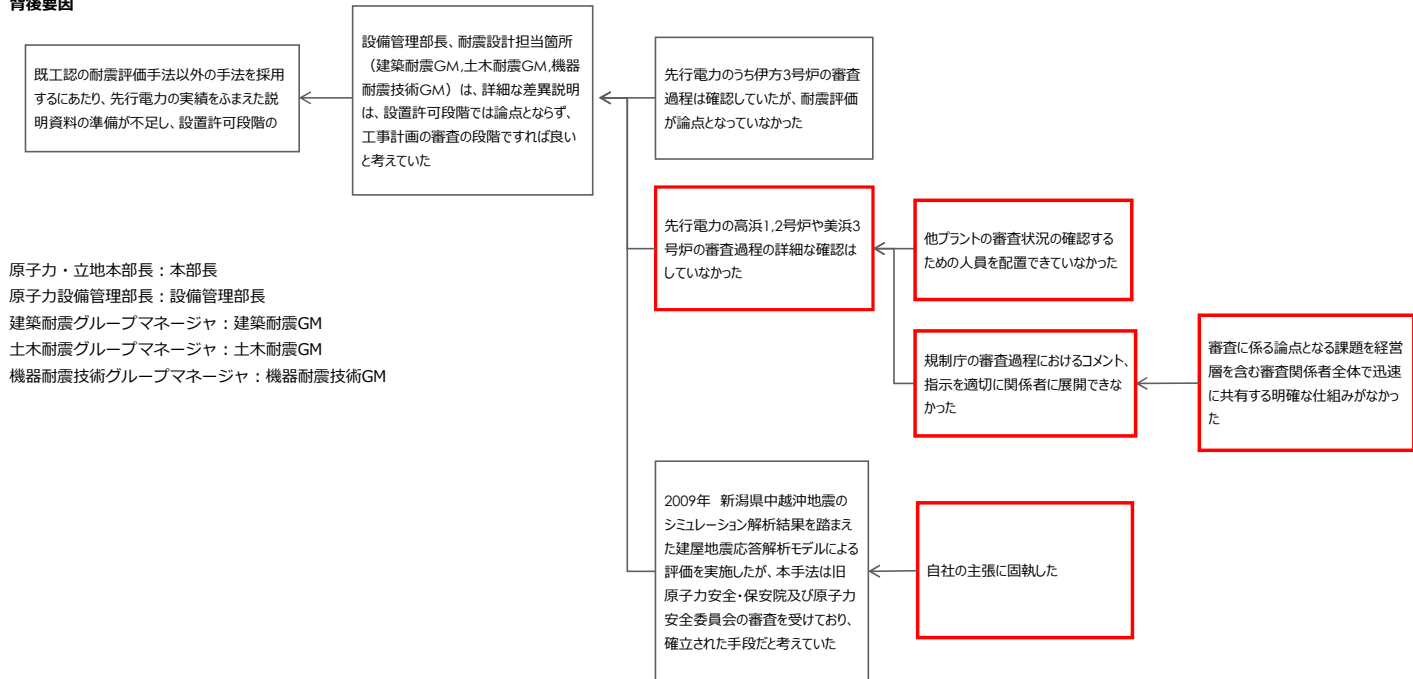 背後要因
既工認の耐震評価手法以外の手法を採用
するにあたり、先行電力の実績をふまえた説
明資料の準備が不足し、設置許可段階の
設備管理部長、耐震設計担当箇所
（建築耐震GM,土木耐震GM,機器
耐震技術GM）は、詳細な差異説明
は、設置許可段階では論点とならず、
工事計画の審査の段階ですれば良い
と考えていた
先行電力のうち伊方3号炉の審査
過程は確認していたが、耐震評価
が論点となっていなかった
先行電力の高浜1,2号炉や美浜3
号炉の審査過程の詳細な確認は
していなかった
他プラントの審査状況の確認する
ための人員を配置できていなかった
規制庁の審査過程におけるコメント、
指示を適切に関係者に展開できな
かった
審査に係る論点となる課題を経営
層を含む審査関係者全体で迅速
に共有する明確な仕組みがなかっ
た
2009年 新潟県中越沖地震の
シミュレーション解析結果を踏まえ
た建屋地震応答解析モデルによる
評価を実施したが、本手法は旧
原子力安全・保安院及び原子力
安全委員会の審査を受けており、
確立された手段だと考えていた
自社の主張に固執した
原子力・立地本部長：本部長
原子力設備管理部長：設備管理部長
建築耐震グループマネージャ：建築耐震GM
土木耐震グループマネージャ：土木耐震GM
機器耐震技術グループマネージャ：機器耐震技術GM